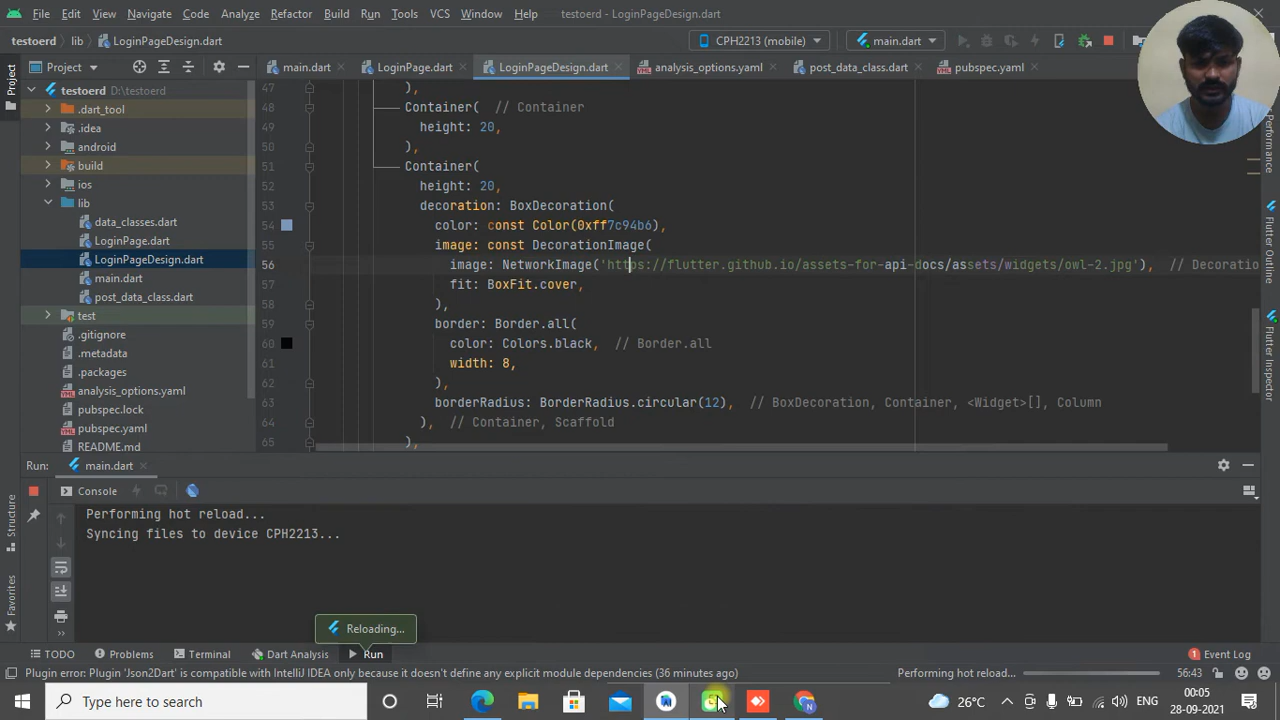 File Edit View Navigate Code Analyze Refactor Build Run Tools VCS Window Help testoerd - LoginPageDesign.dart
testoerd lib LoginPageDesign.dart CPH2213 (mobile) main.dart
Project main.dart LoginPage.dart LoginPageDesign.dart analysis_options.yaml post_data_class.dart pubspec.yaml
Project
testoerd D:\testoerd
.dart_tool
.idea
android
build
ios
lib
data_classes.dart
LoginPage.dart
LoginPageDesign.dart
main.dart
post_data_class.dart
test
.gitignore
.metadata
.packages
analysis_options.yaml
pubspec.lock
pubspec.yaml
README.md
47 ),
48 Container( // Container
49 height: 20,
50 ),
51 Container(
52 height: 20,
53 decoration: BoxDecoration(
54 color: const Color(0xff7c94b6),
55 image: const DecorationImage(
56 image: NetworkImage('https://flutter.github.io/assets-for-api-docs/assets/widgets/owl-2.jpg'), // Decoratio
57 fit: BoxFit.cover,
58 ),
59 border: Border.all(
60 color: Colors.black, // Border.all
61 width: 8,
62 ),
63 borderRadius: BorderRadius.circular(12), // BoxDecoration, Container, <Widget>[], Column
64 ), // Container, Scaffold
65 ),
Flutter Outline
Flutter Inspector
Run: main.dart
Console
Performing hot reload...
Syncing files to device CPH2213...
Structure
Favorites
Reloading...
TODO Problems Terminal Dart Analysis Run 1 Event Log
Plugin error: Plugin 'Json2Dart' is compatible with IntelliJ IDEA only because it doesn't define any explicit module dependencies (36 minutes ago) Performing hot reload... 56:43
Type here to search 26°C ENG 00:05
28-09-2021